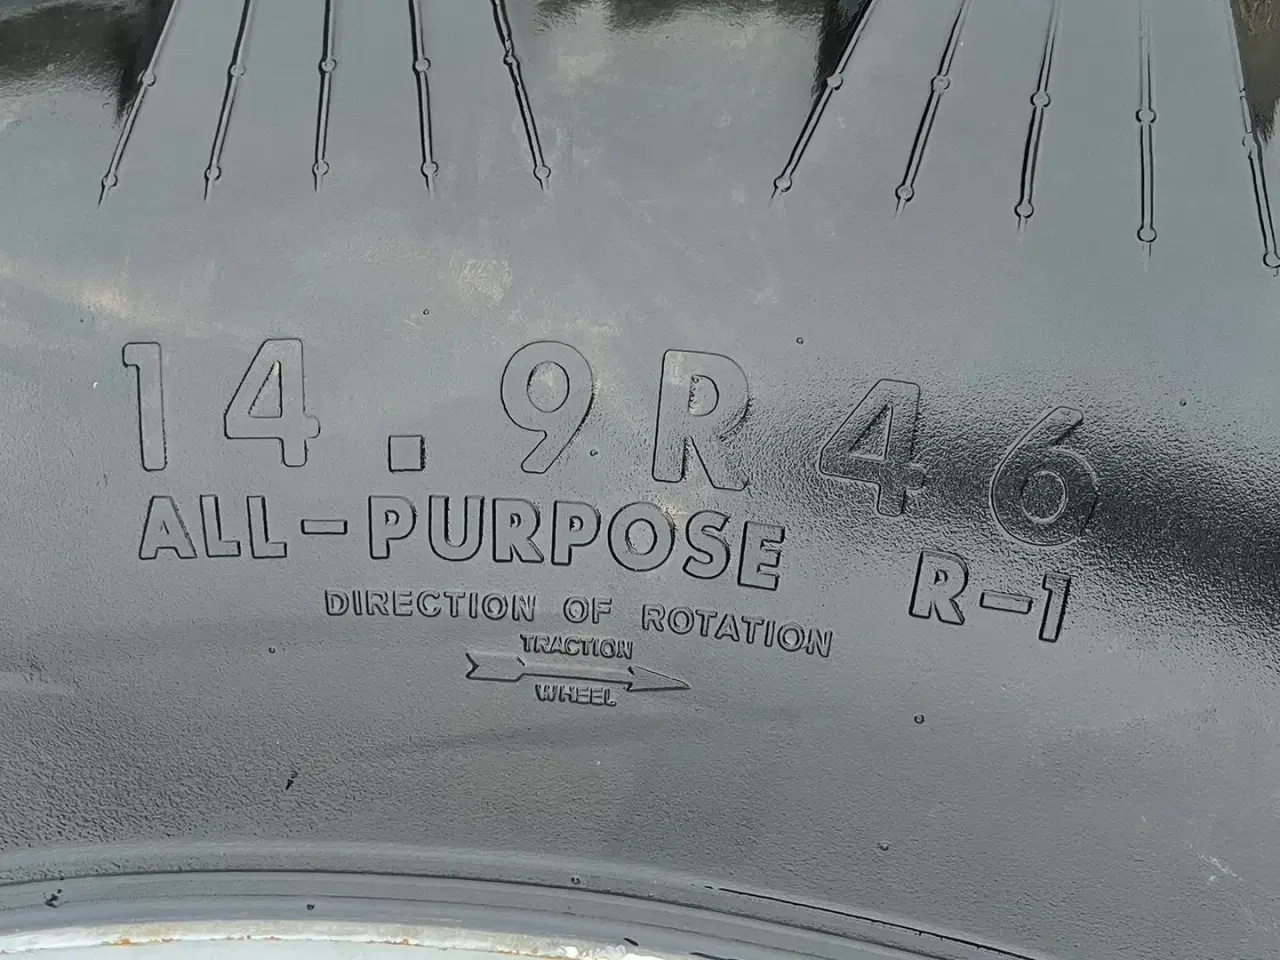 14.9R46
ALL-PURPOSE R-1
DIRECTION OF ROTATION
TRACTION
WHEEL